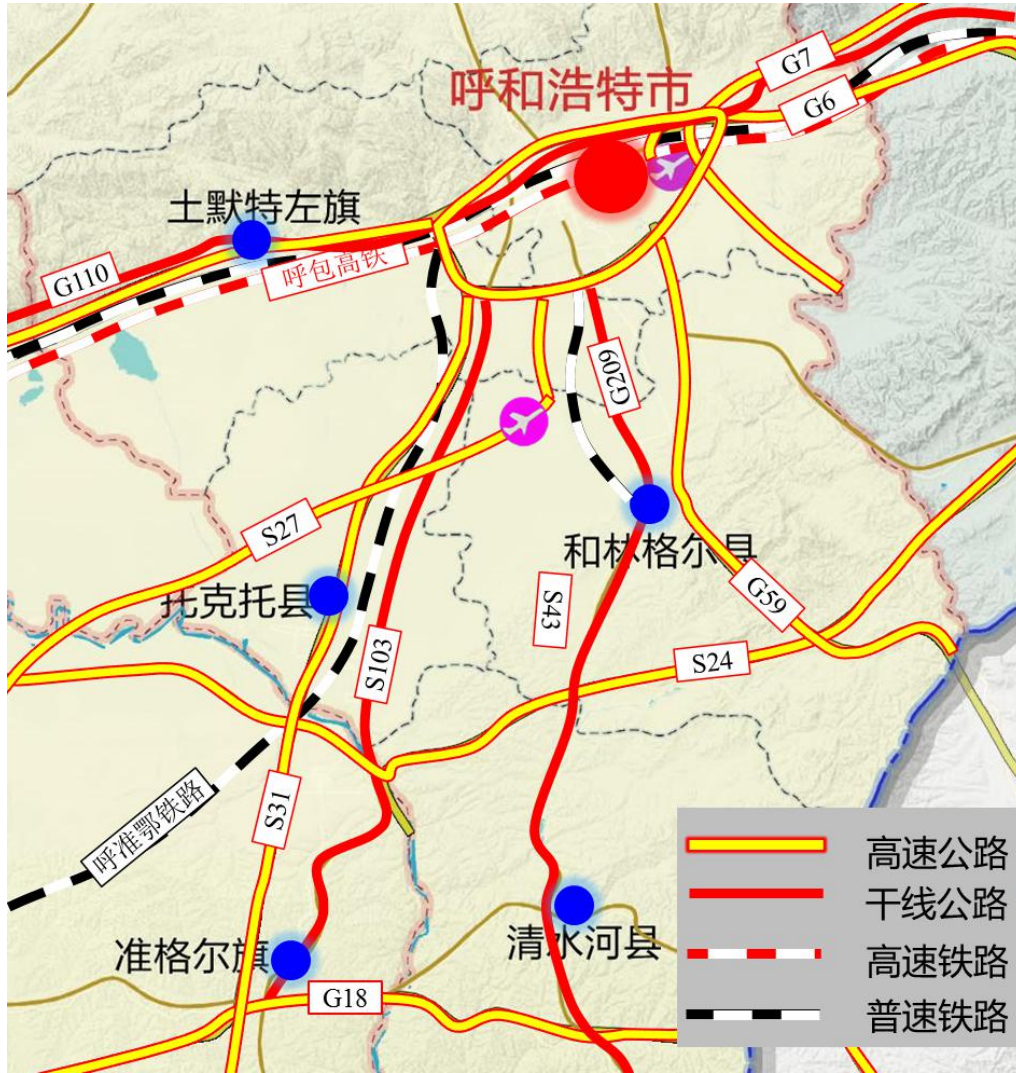 G7
呼和浩特市
G6
土默特左旗
G110
呼包高铁
G209
S27
和林格尔县
托克托县
S43
G59
S103
S24
S31
呼准鄂铁路
高速公路
干线公路
清水河县
准格尔旗
高速铁路
G18
普速铁路